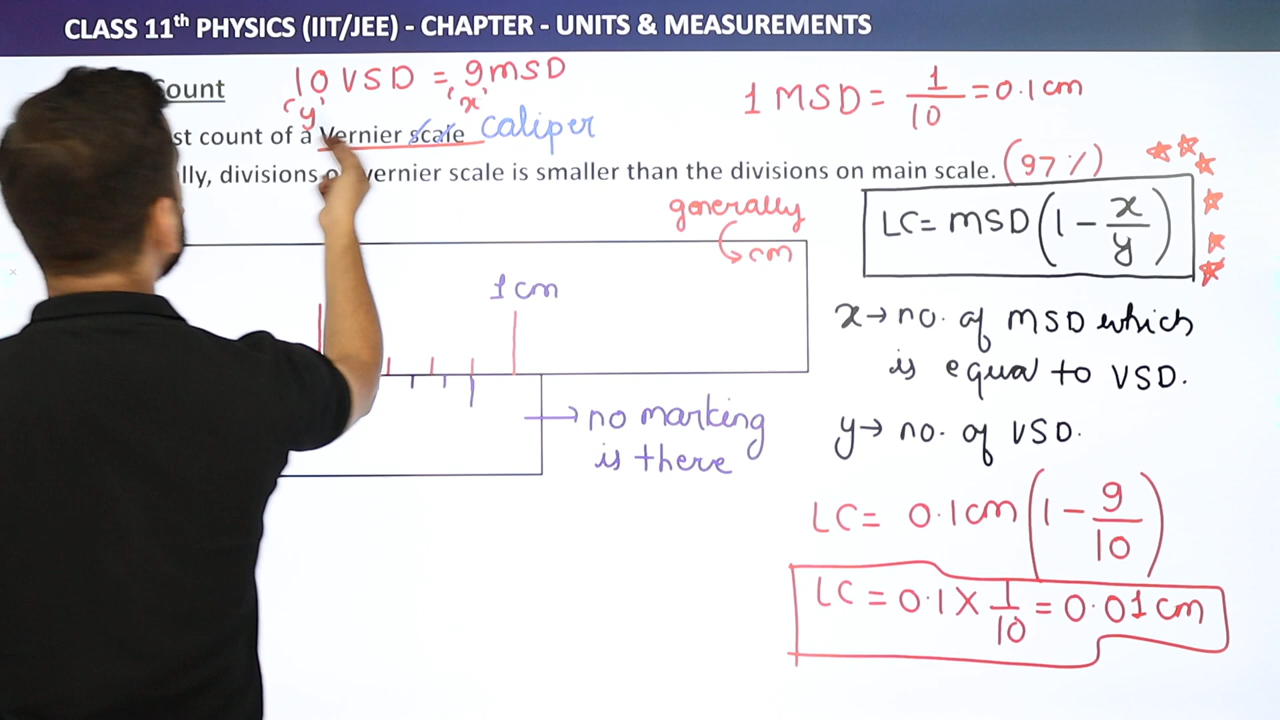 CLASS 11th PHYSICS (IIT/JEE) - CHAPTER - UNITS & MEASUREMENTS
ount
10 VSD = 9 MSD
'y' 'x'
1 MSD = 1/10 = 0.1 cm
st count of a Vernier scale caliper
lly, divisions o vernier scale is smaller than the divisions on main scale. (97%)
generally
↳ cm
LC = MSD (1 - x/y)
1 cm
x → no. of MSD which
is equal to VSD.
→ no marking
is there
y → no. of VSD.
LC = 0.1 cm (1 - 9/10)
LC = 0.1 X 1/10 = 0.01 cm